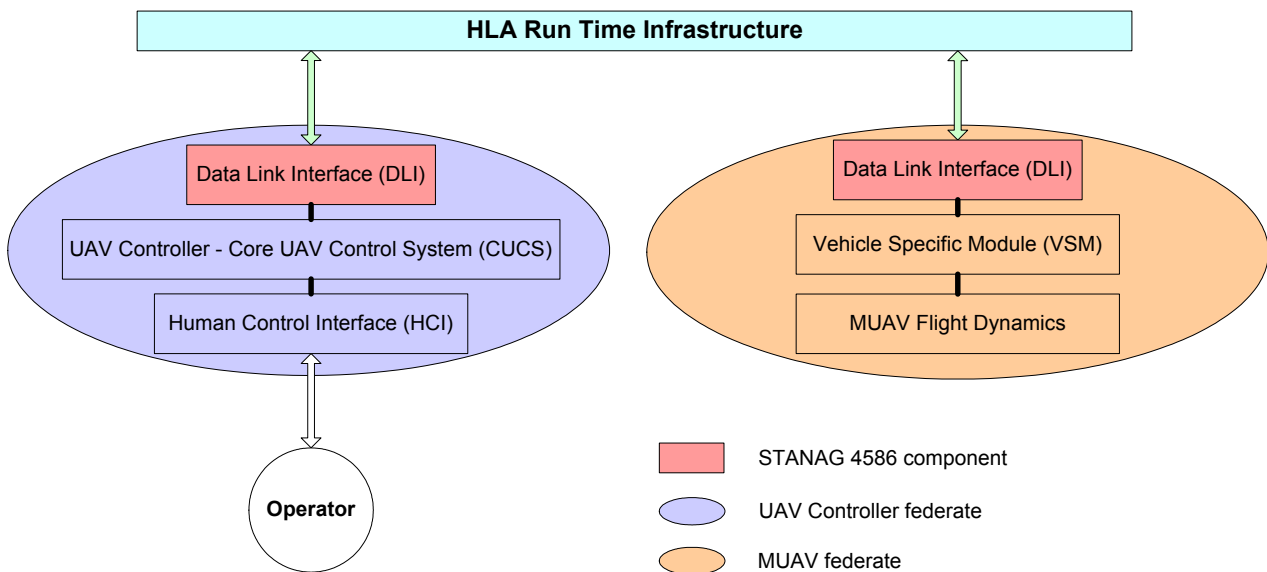 HLA Run Time Infrastructure
Data Link Interface (DLI)
UAV Controller - Core UAV Control System (CUCS)
Human Control Interface (HCI)
Operator
Data Link Interface (DLI)
Vehicle Specific Module (VSM)
MUAV Flight Dynamics
STANAG 4586 component
UAV Controller federate
MUAV federate